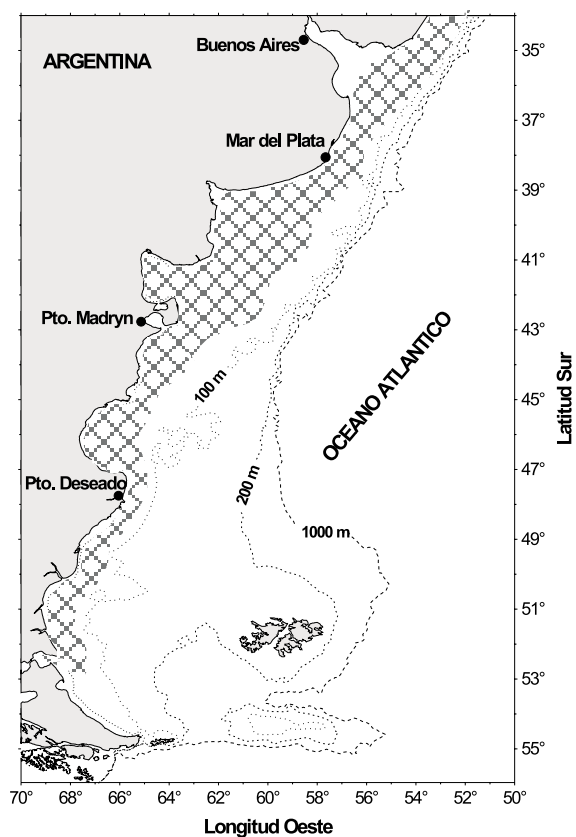 Buenos Aires
35°
ARGENTINA
37°
Mar del Plata
39°
41°
Pto. Madryn
43°
OCEANO ATLANTICO
100 m
45°
Latitud Sur
Pto. Deseado
47°
200 m
1000 m
49°
51°
53°
55°
70° 68° 66° 64° 62° 60° 58° 56° 54° 52° 50°
Longitud Oeste